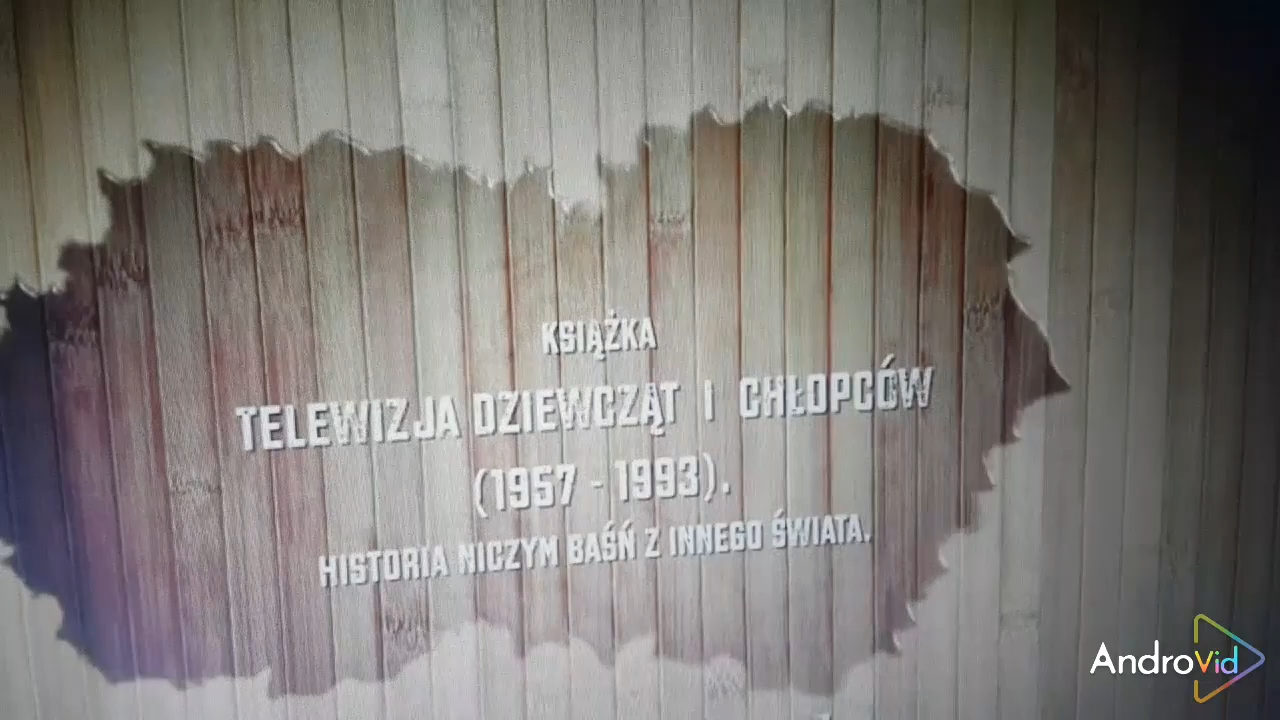 KSIĄŻKA
TELEWIZJA DZIEWCZĄT I CHŁOPCÓW
(1957 - 1993).
HISTORIA NICZYM BAŚŃ Z INNEGO ŚWIATA.
AndroVid